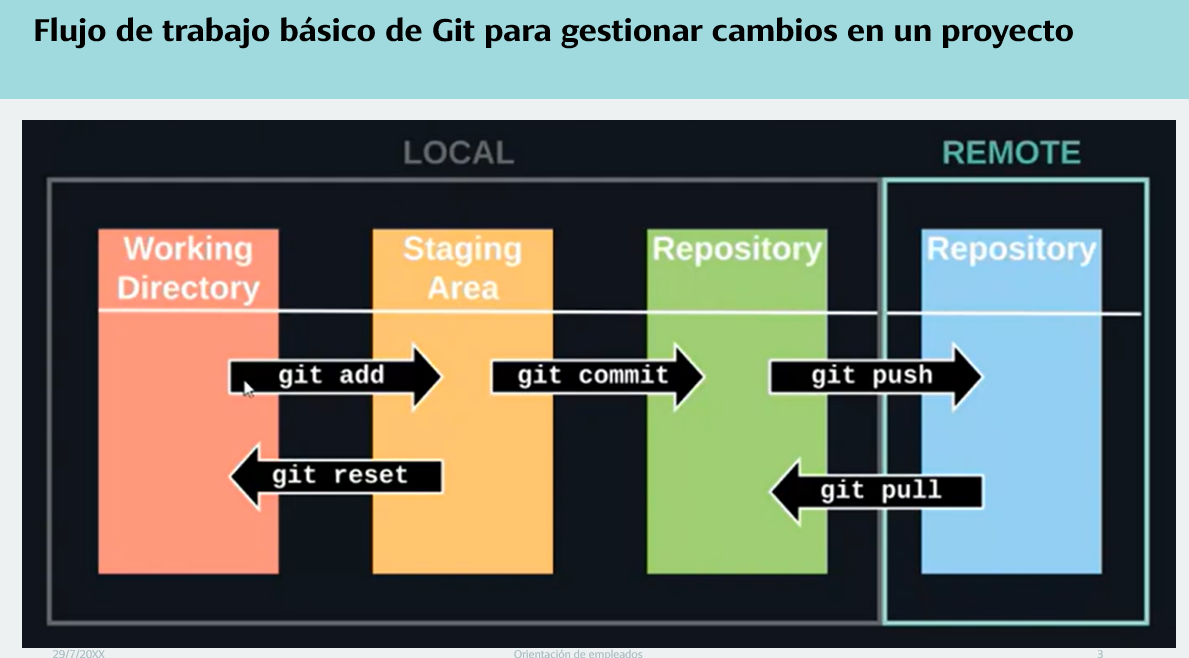 Flujo de trabajo básico de Git para gestionar cambios en un proyecto
LOCAL
REMOTE
Working
Directory
Staging
Area
Repository
Repository
git add
git commit
git push
git reset
git pull
29/7/20XX
Orientación de empleados
3